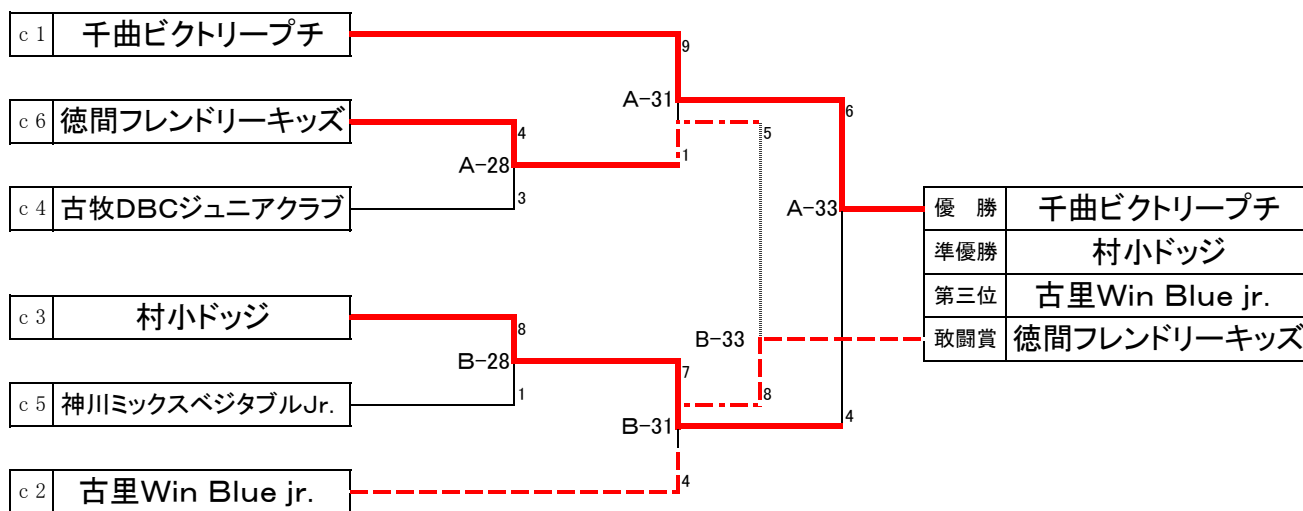 c 1 千曲ビクトリープチ
9
A-31
6
c 6 徳間フレンドリーキッズ
4
5
1
A-28
3
c 4 古牧DBCジュニアクラブ
A-33
優　勝 千曲ビクトリープチ
準優勝 村小ドッジ
第三位 古里Win Blue jr.
敢闘賞 徳間フレンドリーキッズ
c 3 村小ドッジ
8
B-33
B-28
7
c 5 神川ミックスベジタブルJr.
1
8
B-31
4
c 2 古里Win Blue jr.
4